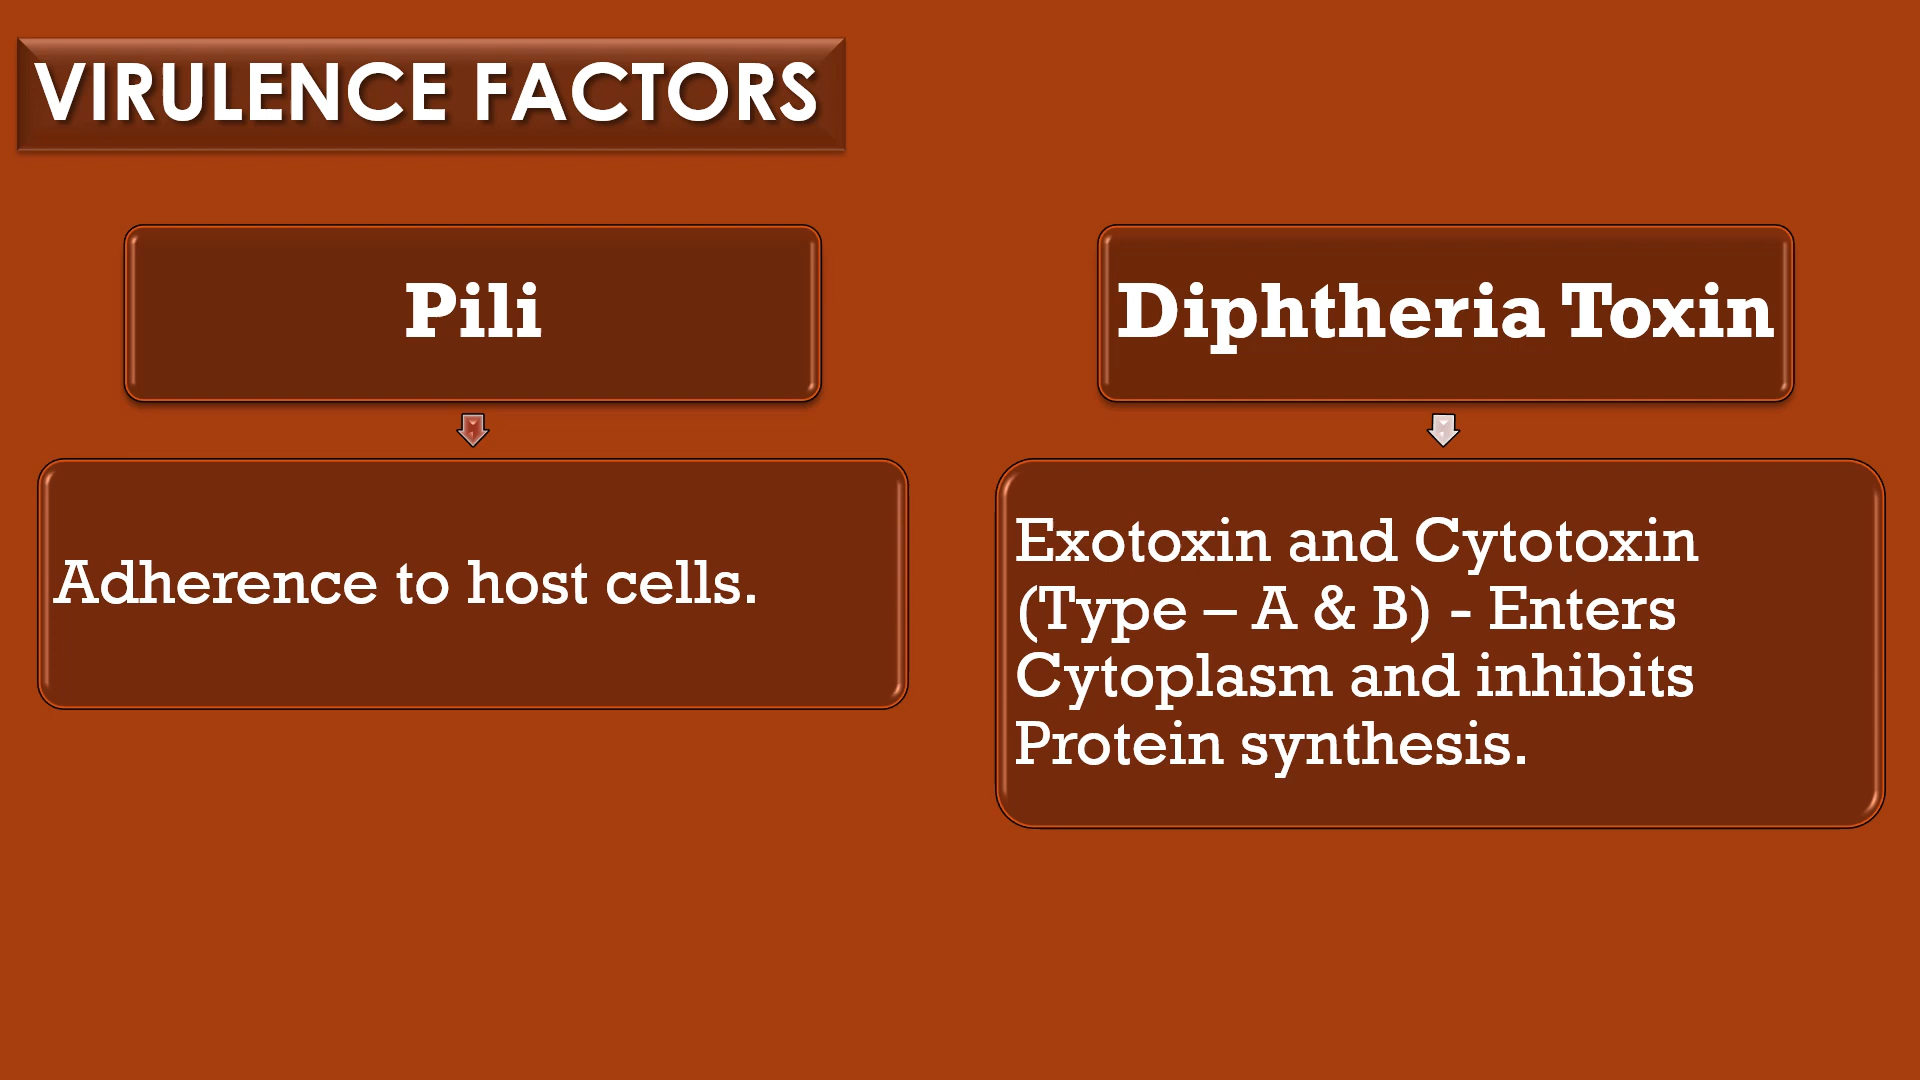 VIRULENCE FACTORS
Pili
Adherence to host cells.
Diphtheria Toxin
Exotoxin and Cytotoxin
(Type – A & B) - Enters
Cytoplasm and inhibits
Protein synthesis.